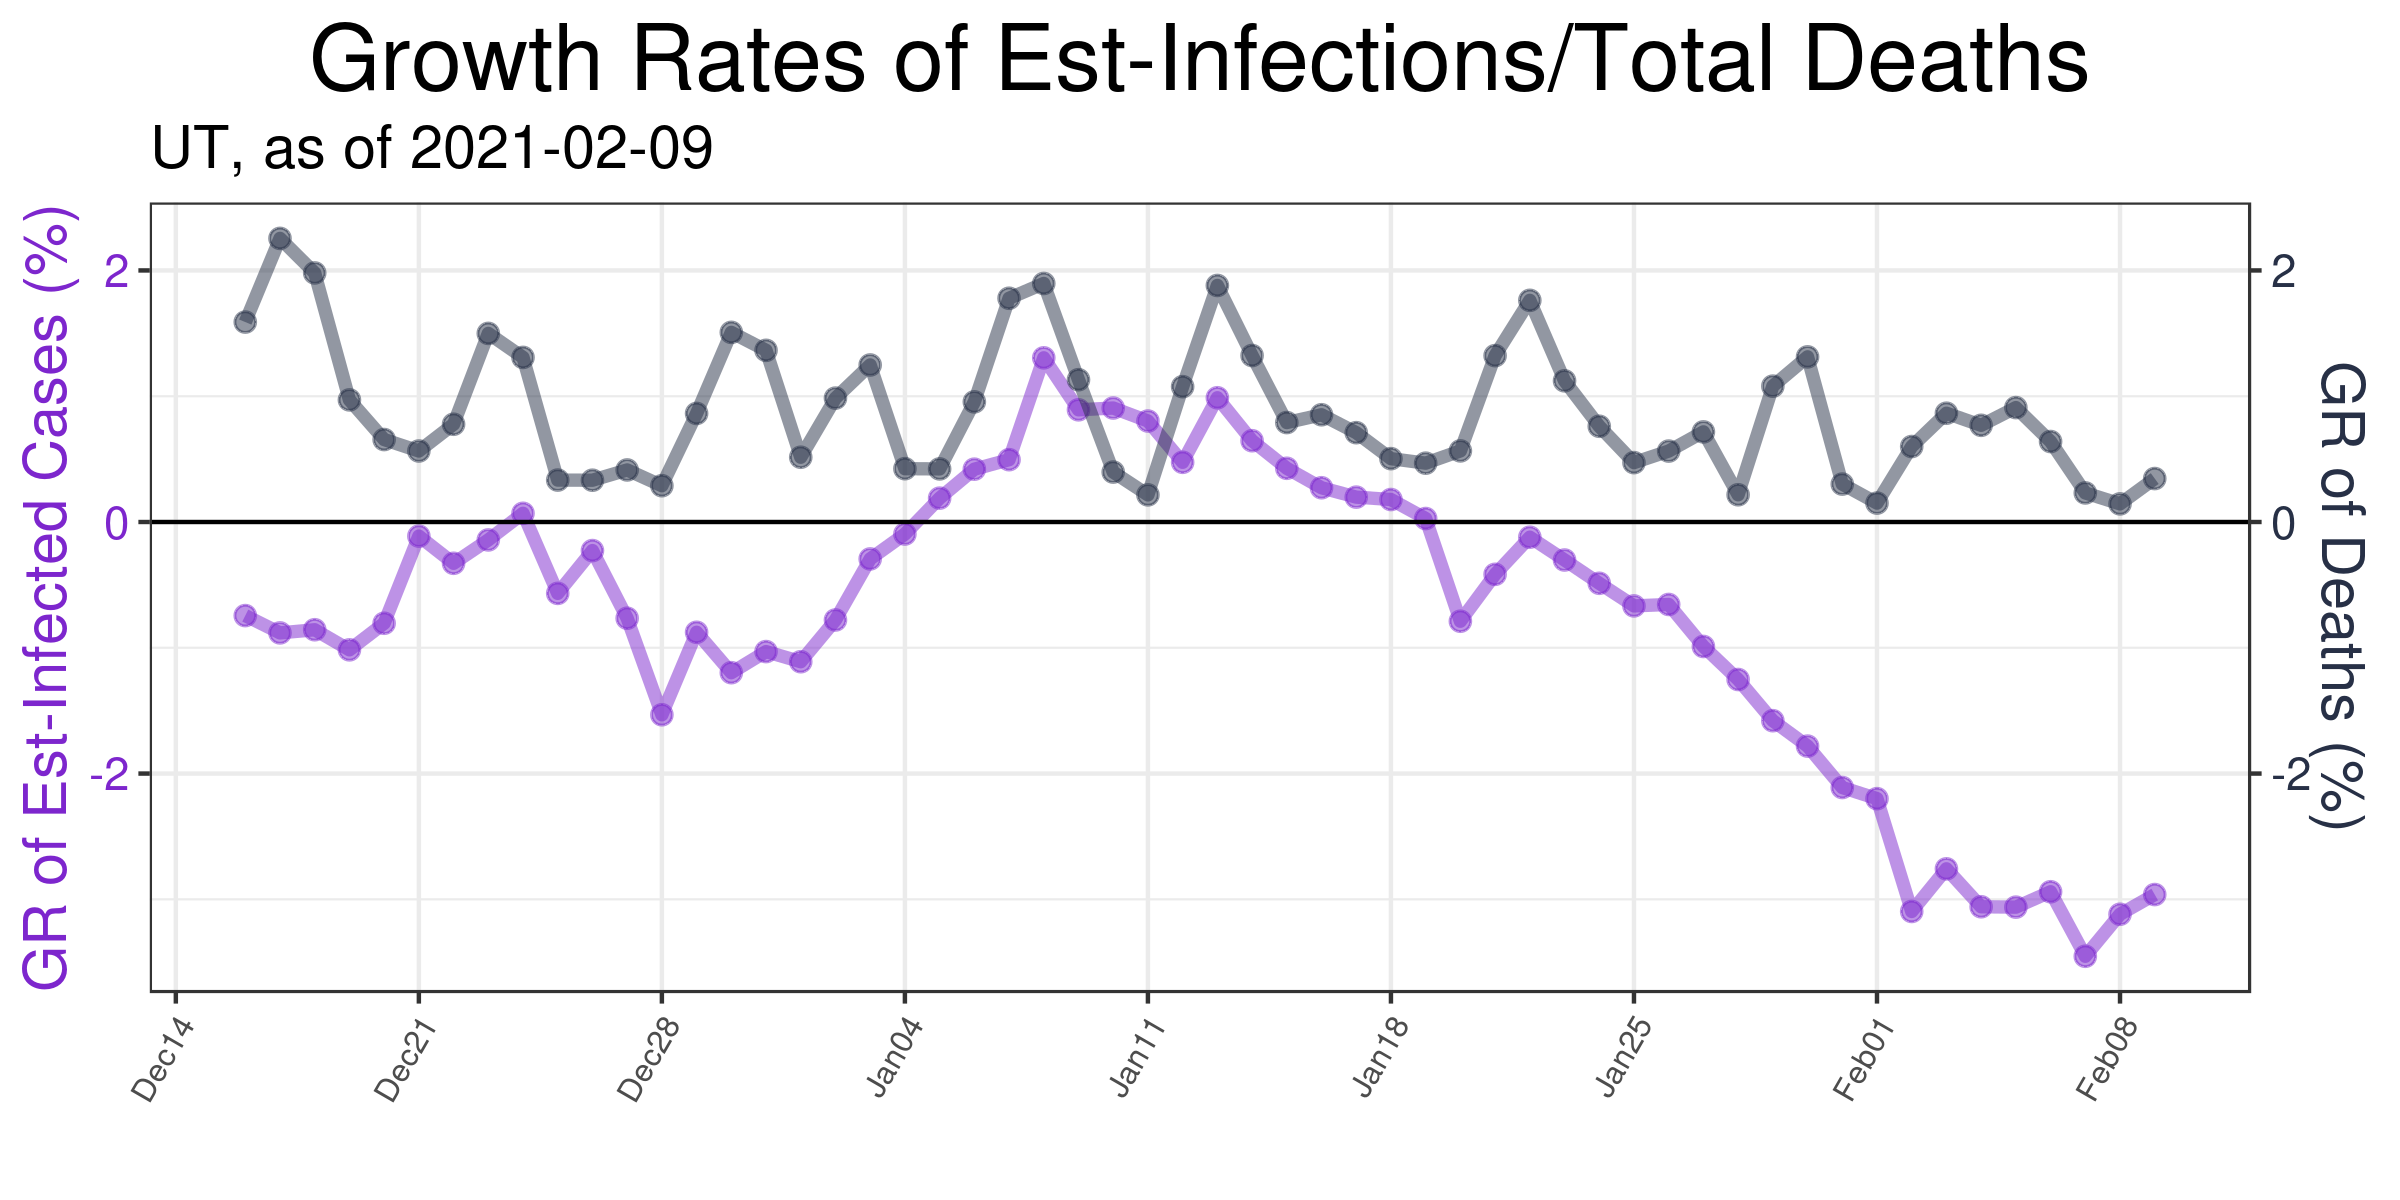 Growth Rates of Est-Infections/Total Deaths
UT, as of 2021-02-09
GR of Est-Infected Cases (%)
2
0
-2
2
0
-2
GR of Deaths (%)
Dec14
Dec21
Dec28
Jan04
Jan11
Jan18
Jan25
Feb01
Feb08